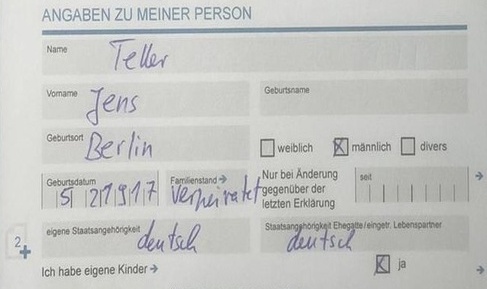 ANGABEN ZU MEINER PERSON
Name
Teller
Vorname
Jens
Geburtsname
Geburtsort
Berlin
weiblich männlich divers
Geburtsdatum
5 2 1 9 1 7
Familienstand →
verheiratet
Nur bei Änderung
gegenüber der
letzten Erklärung
seit
eigene Staatsangehörigkeit
deutsch
Staatsangehörigkeit Ehegatte/eingetr. Lebenspartner
deutsch
2
Ich habe eigene Kinder →
ja